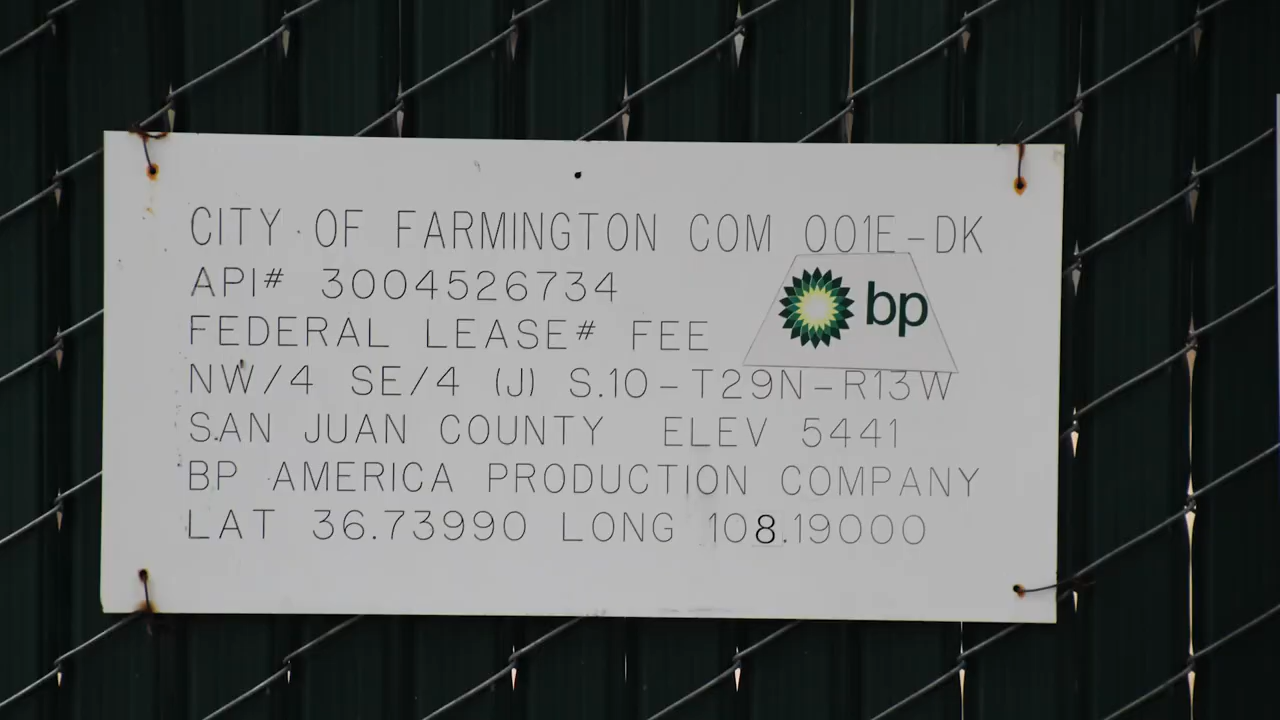 CITY OF FARMINGTON COM 001E-DK
API# 3004526734
bp
FEDERAL LEASE# FEE
NW/4 SE/4 (J) S.10-T29N-R13W
SAN JUAN COUNTY ELEV 5441
BP AMERICA PRODUCTION COMPANY
LAT 36.73990 LONG 108.19000